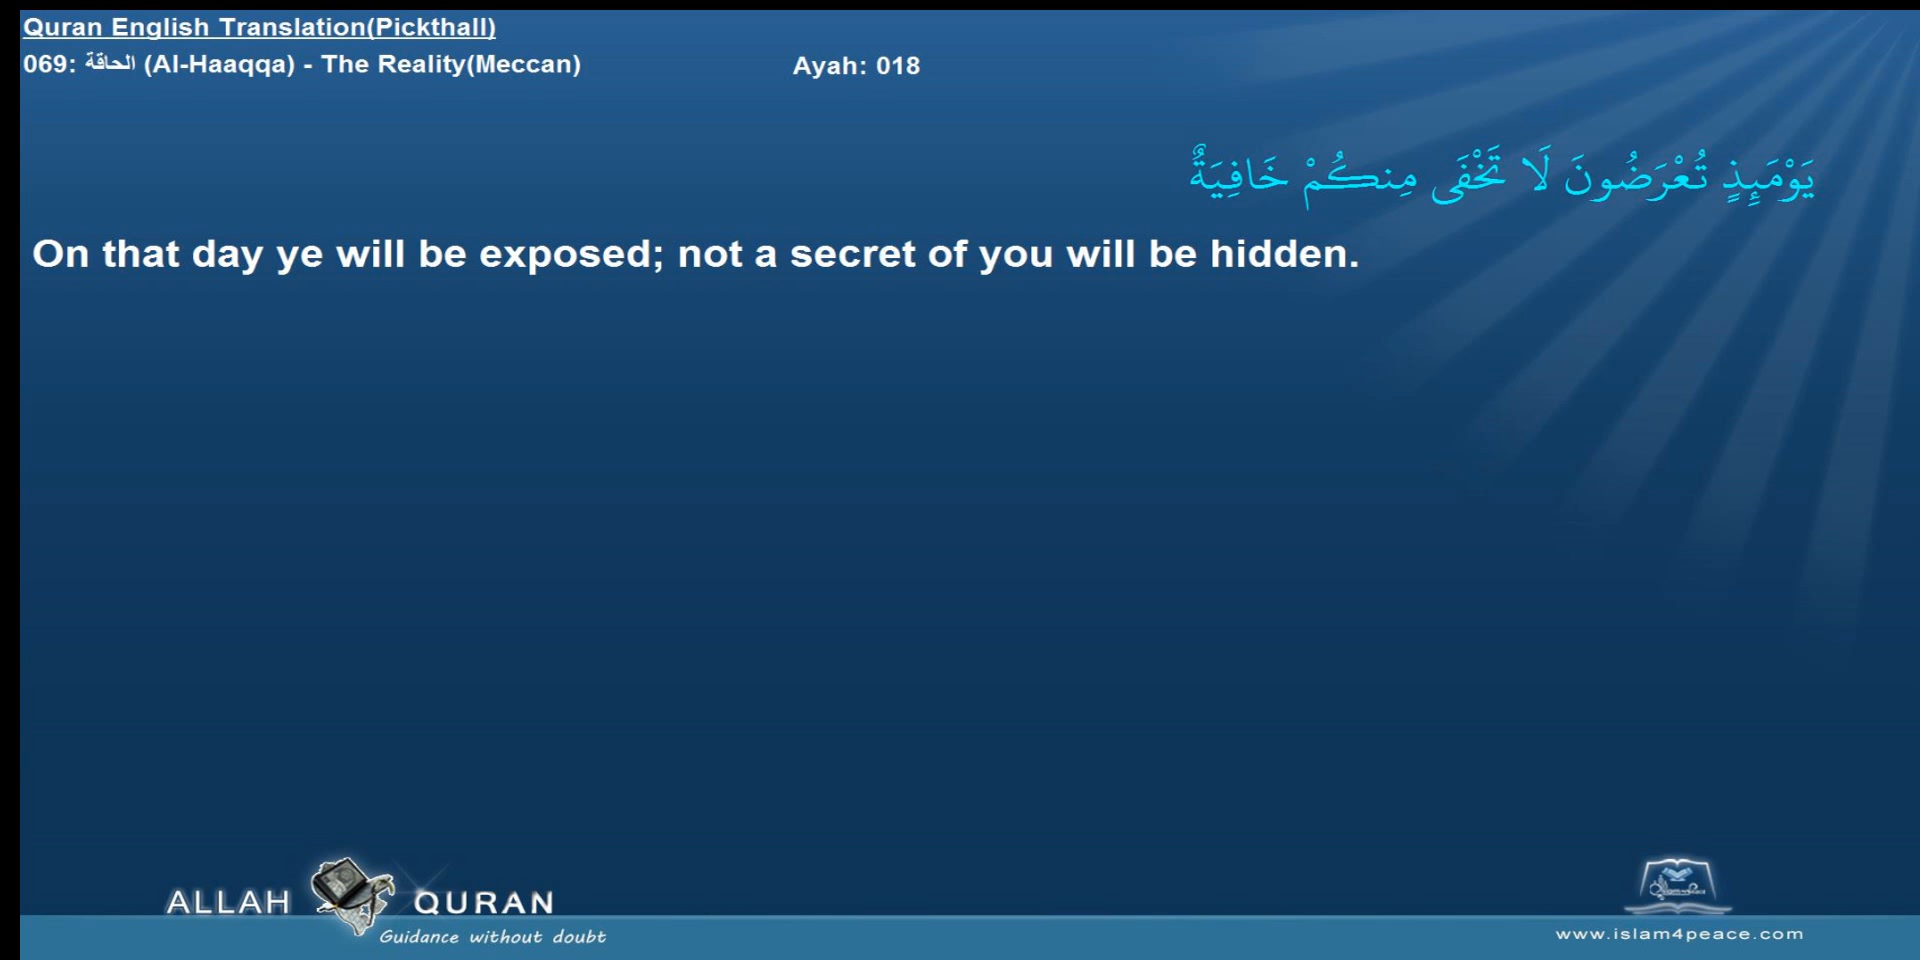 Quran English Translation(Pickthall)
069: الحاقة (Al-Haaqqa) - The Reality(Meccan) Ayah: 018
يَوْمَئِذٍ تُعْرَضُونَ لَا تَخْفَى مِنكُمْ خَافِيَةٌ
On that day ye will be exposed; not a secret of you will be hidden.
ALLAH QURAN
Guidance without doubt
www.islam4peace.com